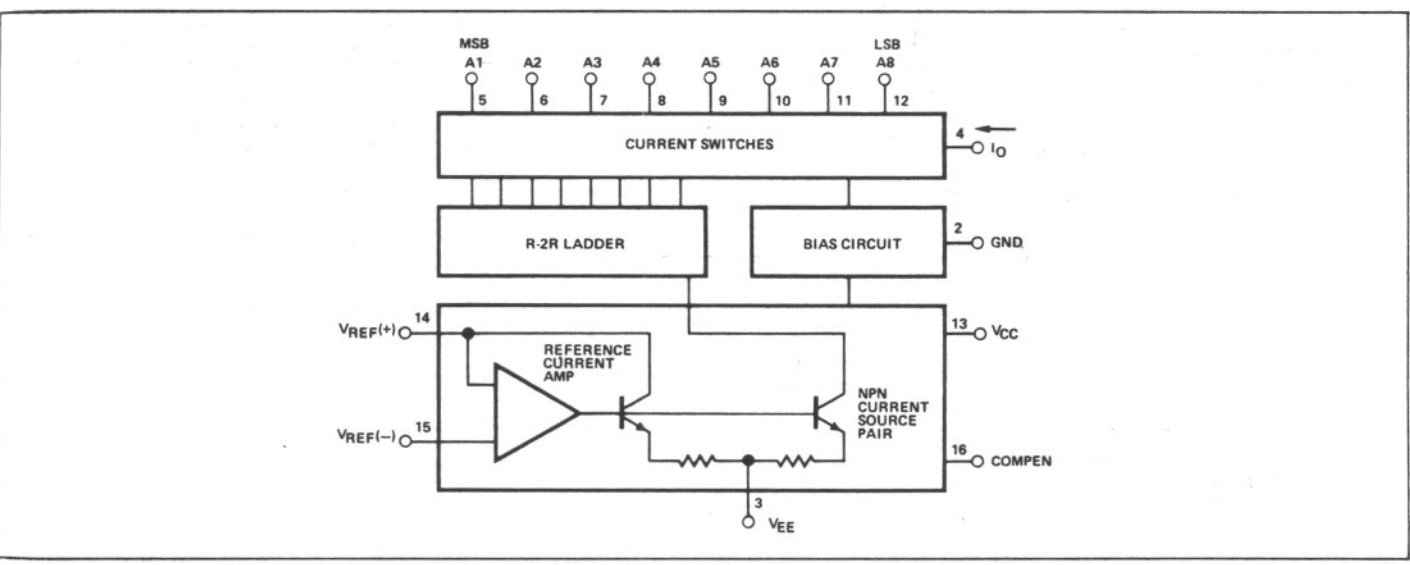 MSB LSB
A1 A2 A3 A4 A5 A6 A7 A8
5 6 7 8 9 10 11 12
CURRENT SWITCHES
4
IO
R-2R LADDER
BIAS CIRCUIT
2
GND
VREF(+)
14
13
VCC
REFERENCE
CURRENT
AMP
NPN
CURRENT
SOURCE
PAIR
VREF(−)
15
16
COMPEN
3
VEE